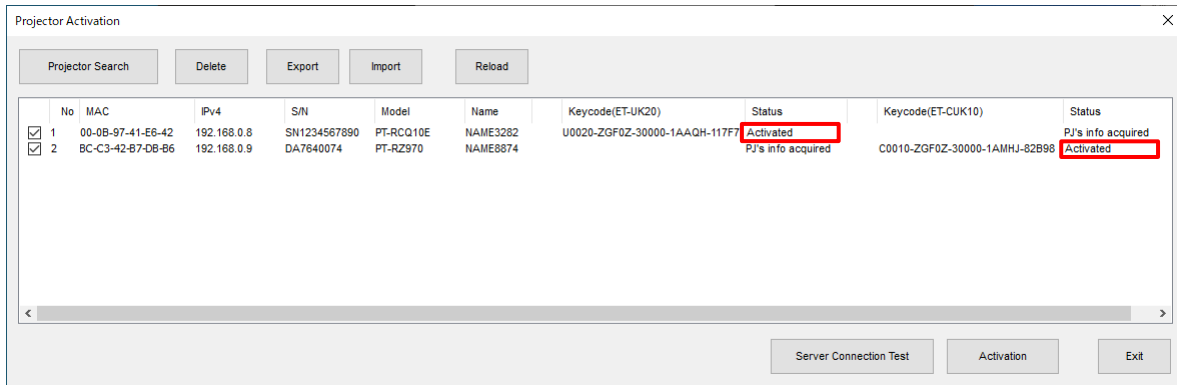 Projector Activation
Projector Search Delete Export Import Reload
No MAC IPv4 S/N Model Name Keycode(ET-UK20) Status Keycode(ET-CUK10) Status
1 00-0B-97-41-E6-42 192.168.0.8 SN1234567890 PT-RCQ10E NAME3282 U0020-ZGF0Z-30000-1AAQH-117F7 Activated PJ's info acquired
2 BC-C3-42-B7-DB-B6 192.168.0.9 DA7640074 PT-RZ970 NAME8874 PJ's info acquired C0010-ZGF0Z-30000-1AMHJ-82B98 Activated
Server Connection Test Activation Exit